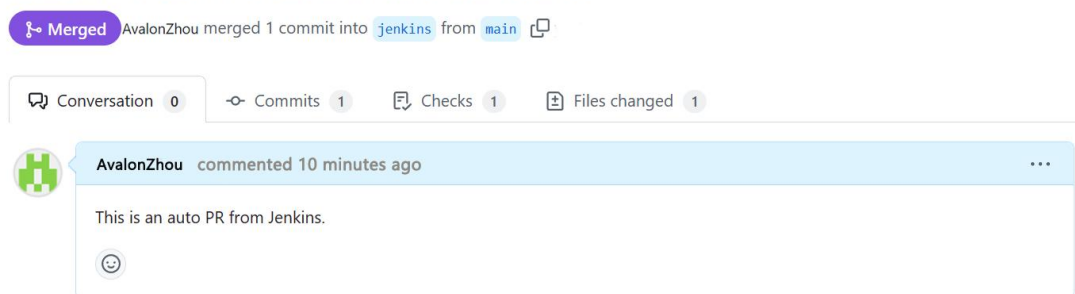 Merged AvalonZhou merged 1 commit into jenkins from main
Conversation 0 Commits 1 Checks 1 Files changed 1
AvalonZhou commented 10 minutes ago
This is an auto PR from Jenkins.